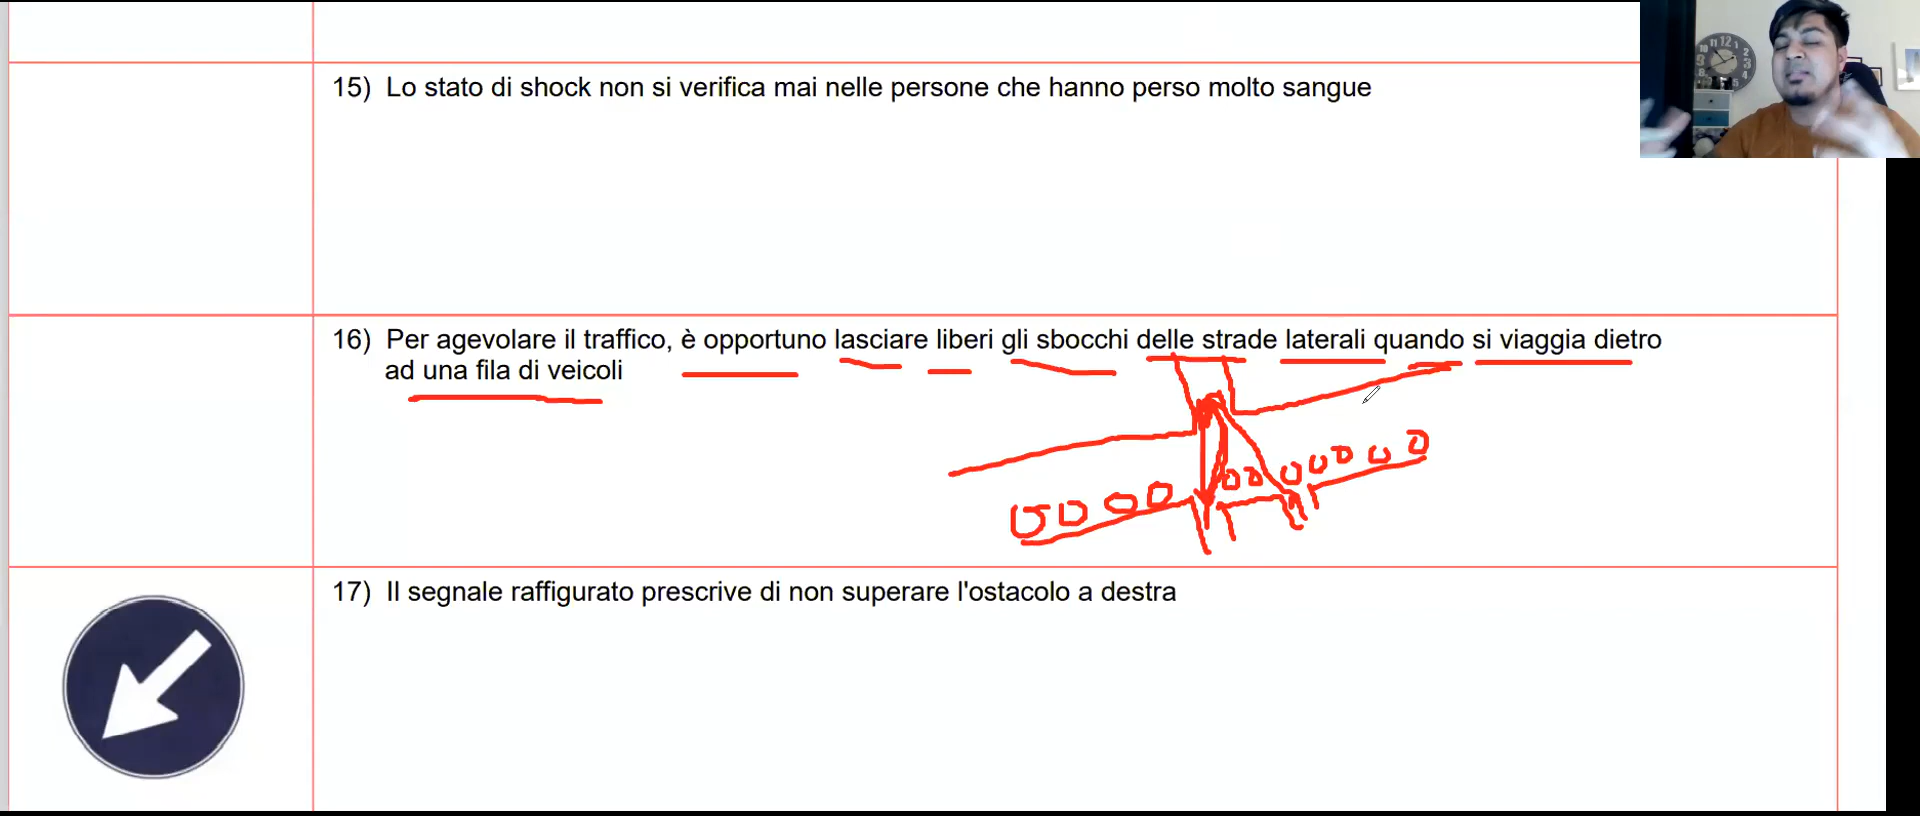 15) Lo stato di shock non si verifica mai nelle persone che hanno perso molto sangue
16) Per agevolare il traffico, è opportuno lasciare liberi gli sbocchi delle strade laterali quando si viaggia dietro
ad una fila di veicoli
17) Il segnale raffigurato prescrive di non superare l'ostacolo a destra